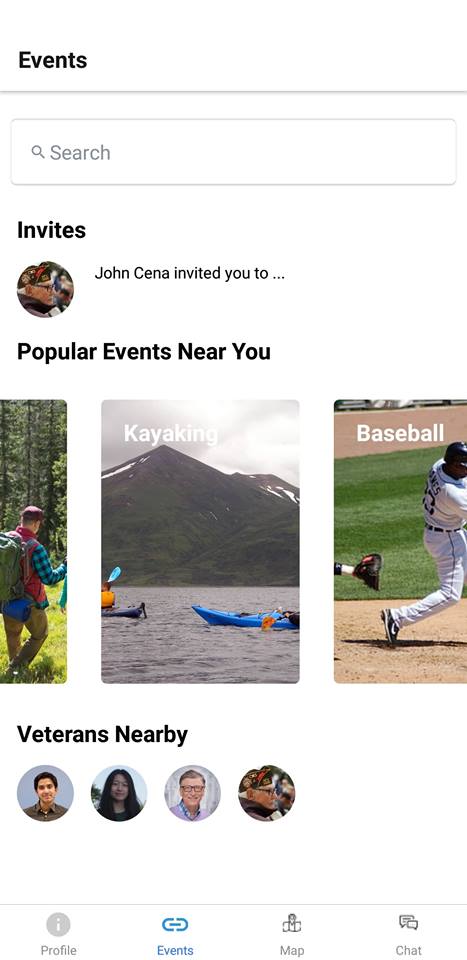 Events
Search
Invites
John Cena invited you to ...
Popular Events Near You
Kayaking
Baseball
Veterans Nearby
Profile
Events
Map
Chat